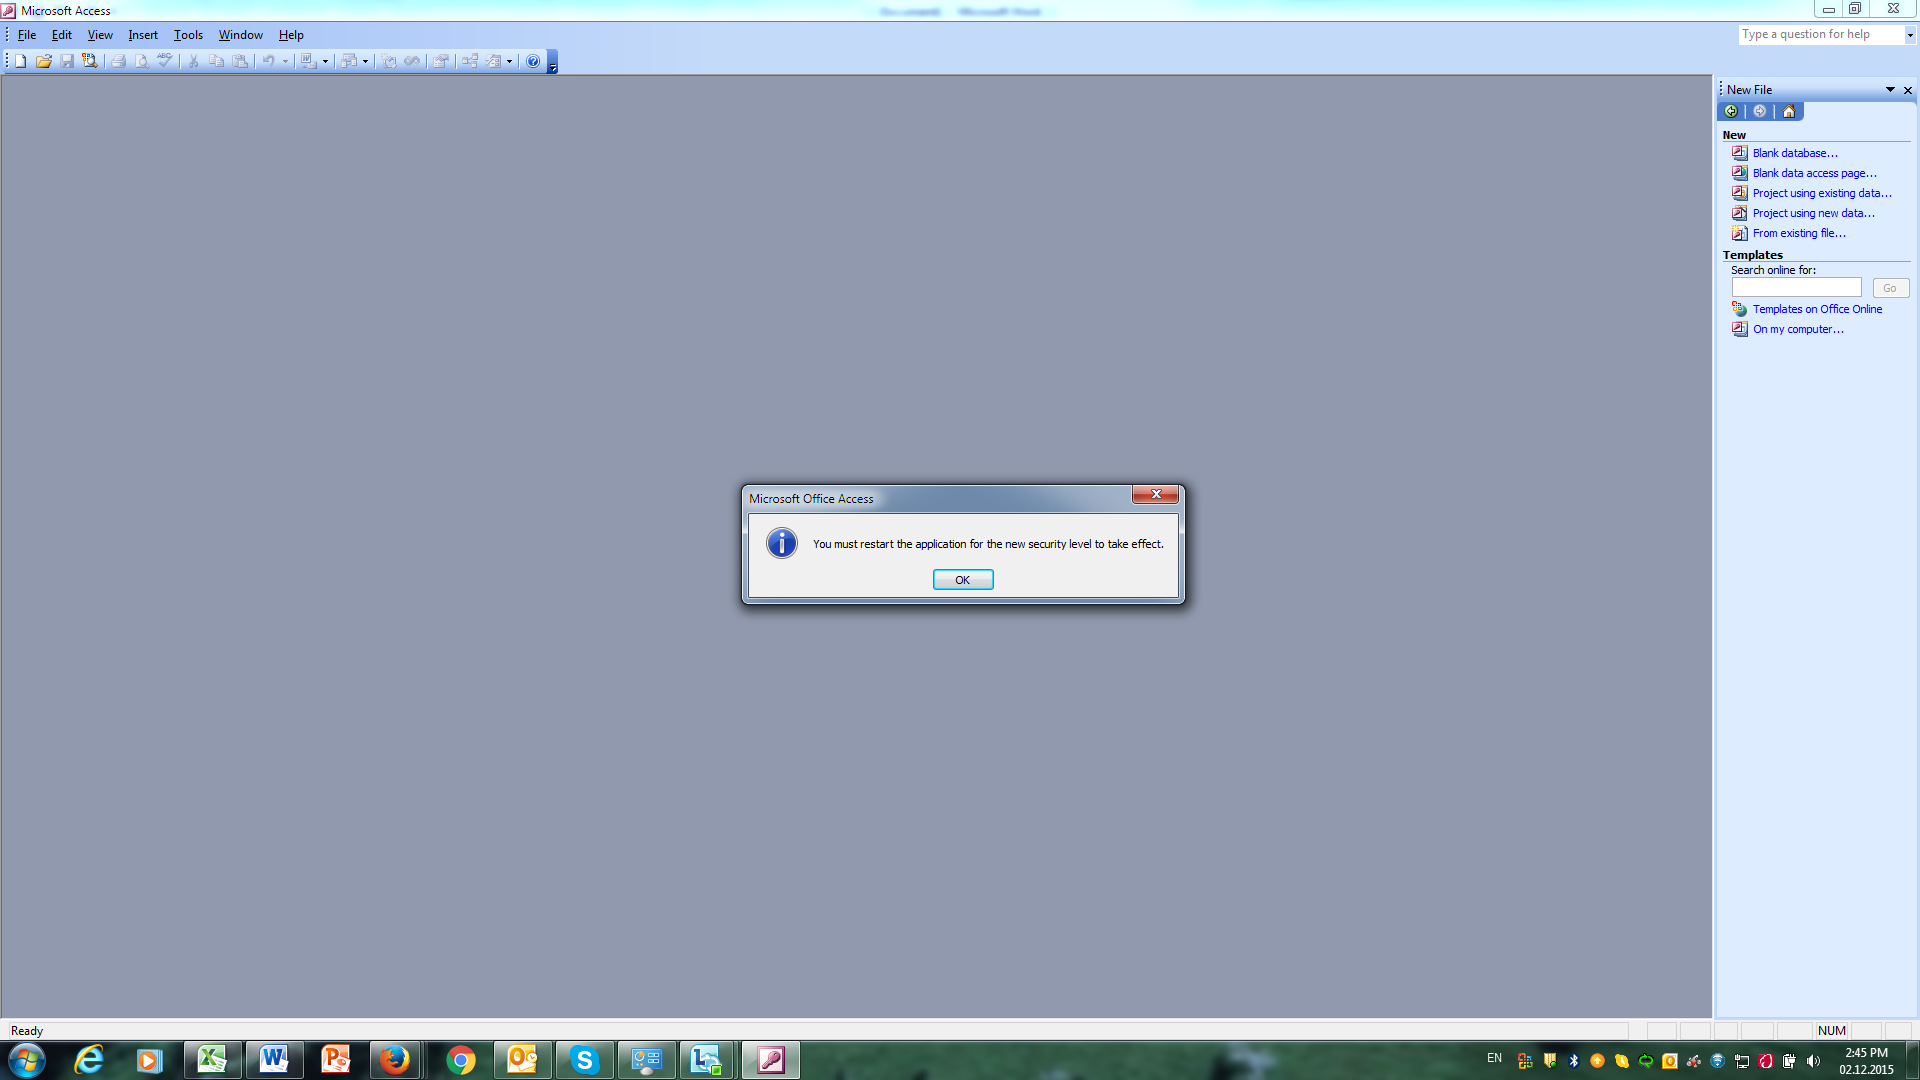 Microsoft Access
File Edit View Insert Tools Window Help
Type a question for help
New File
New
Blank database...
Blank data access page...
Project using existing data...
Project using new data...
From existing file...
Templates
Search online for:
Go
Templates on Office Online
On my computer...
Microsoft Office Access
You must restart the application for the new security level to take effect.
OK
Ready
NUM
EN
2:45 PM
02.12.2015